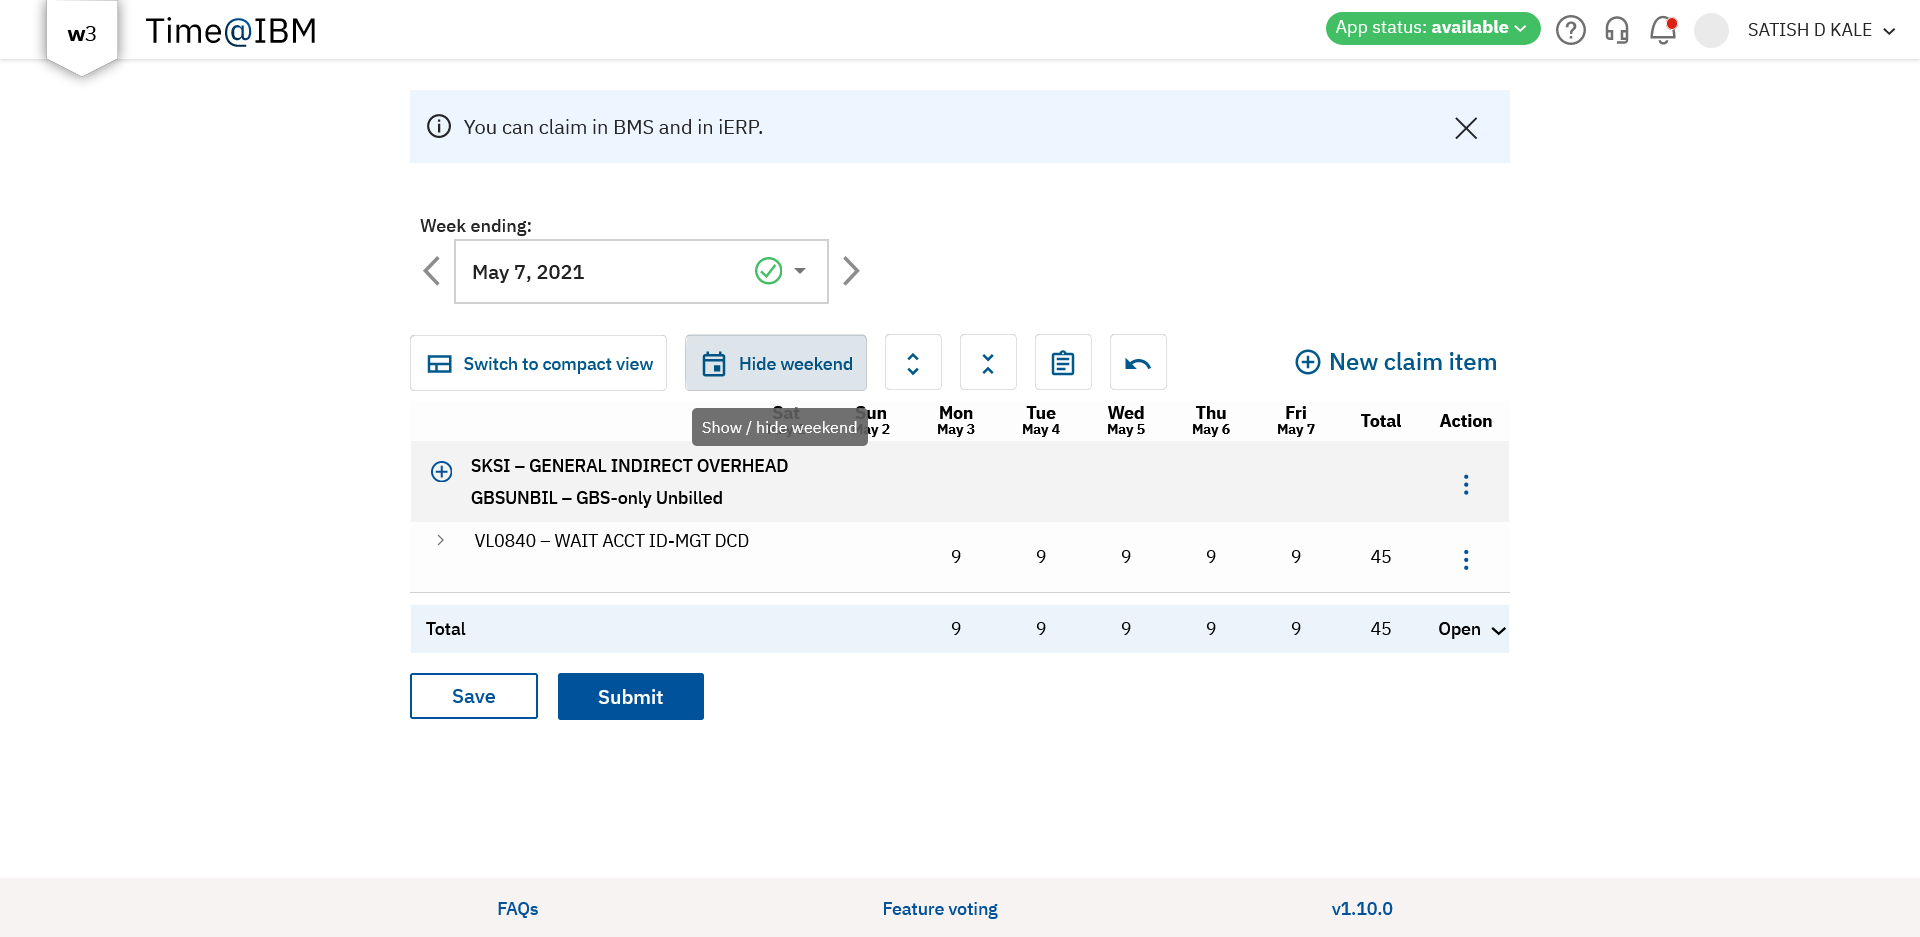 w3
Time@IBM
App status: available
SATISH D KALE
You can claim in BMS and in iERP.
Week ending:
May 7, 2021
Switch to compact view
Hide weekend
New claim item
Sat
Sun
Mon
Tue
Wed
Thu
Fri
Total
Action
May 2
May 3
May 4
May 5
May 6
May 7
Show / hide weekend
SKSI – GENERAL INDIRECT OVERHEAD
GBSUNBIL – GBS-only Unbilled
VL0840 – WAIT ACCT ID-MGT DCD
9 9 9 9 9 45
Total 9 9 9 9 9 45 Open
Save
Submit
FAQs
Feature voting
v1.10.0